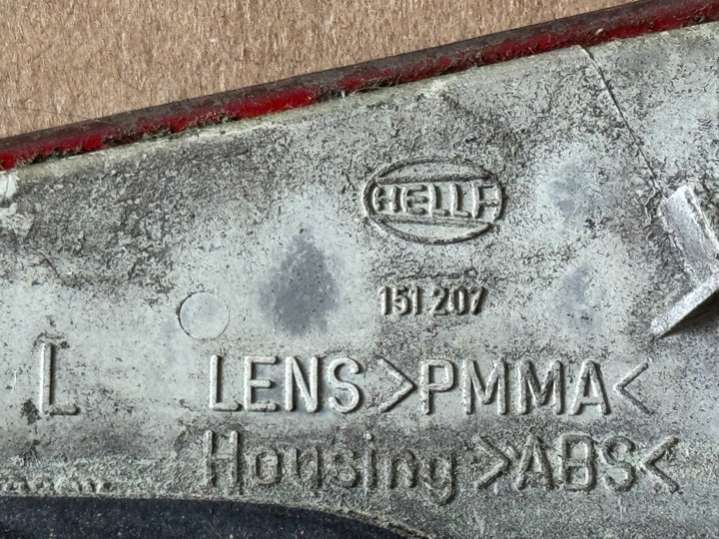 HELLA
151 207
L
LENS >PMMA<
Housing >ABS<